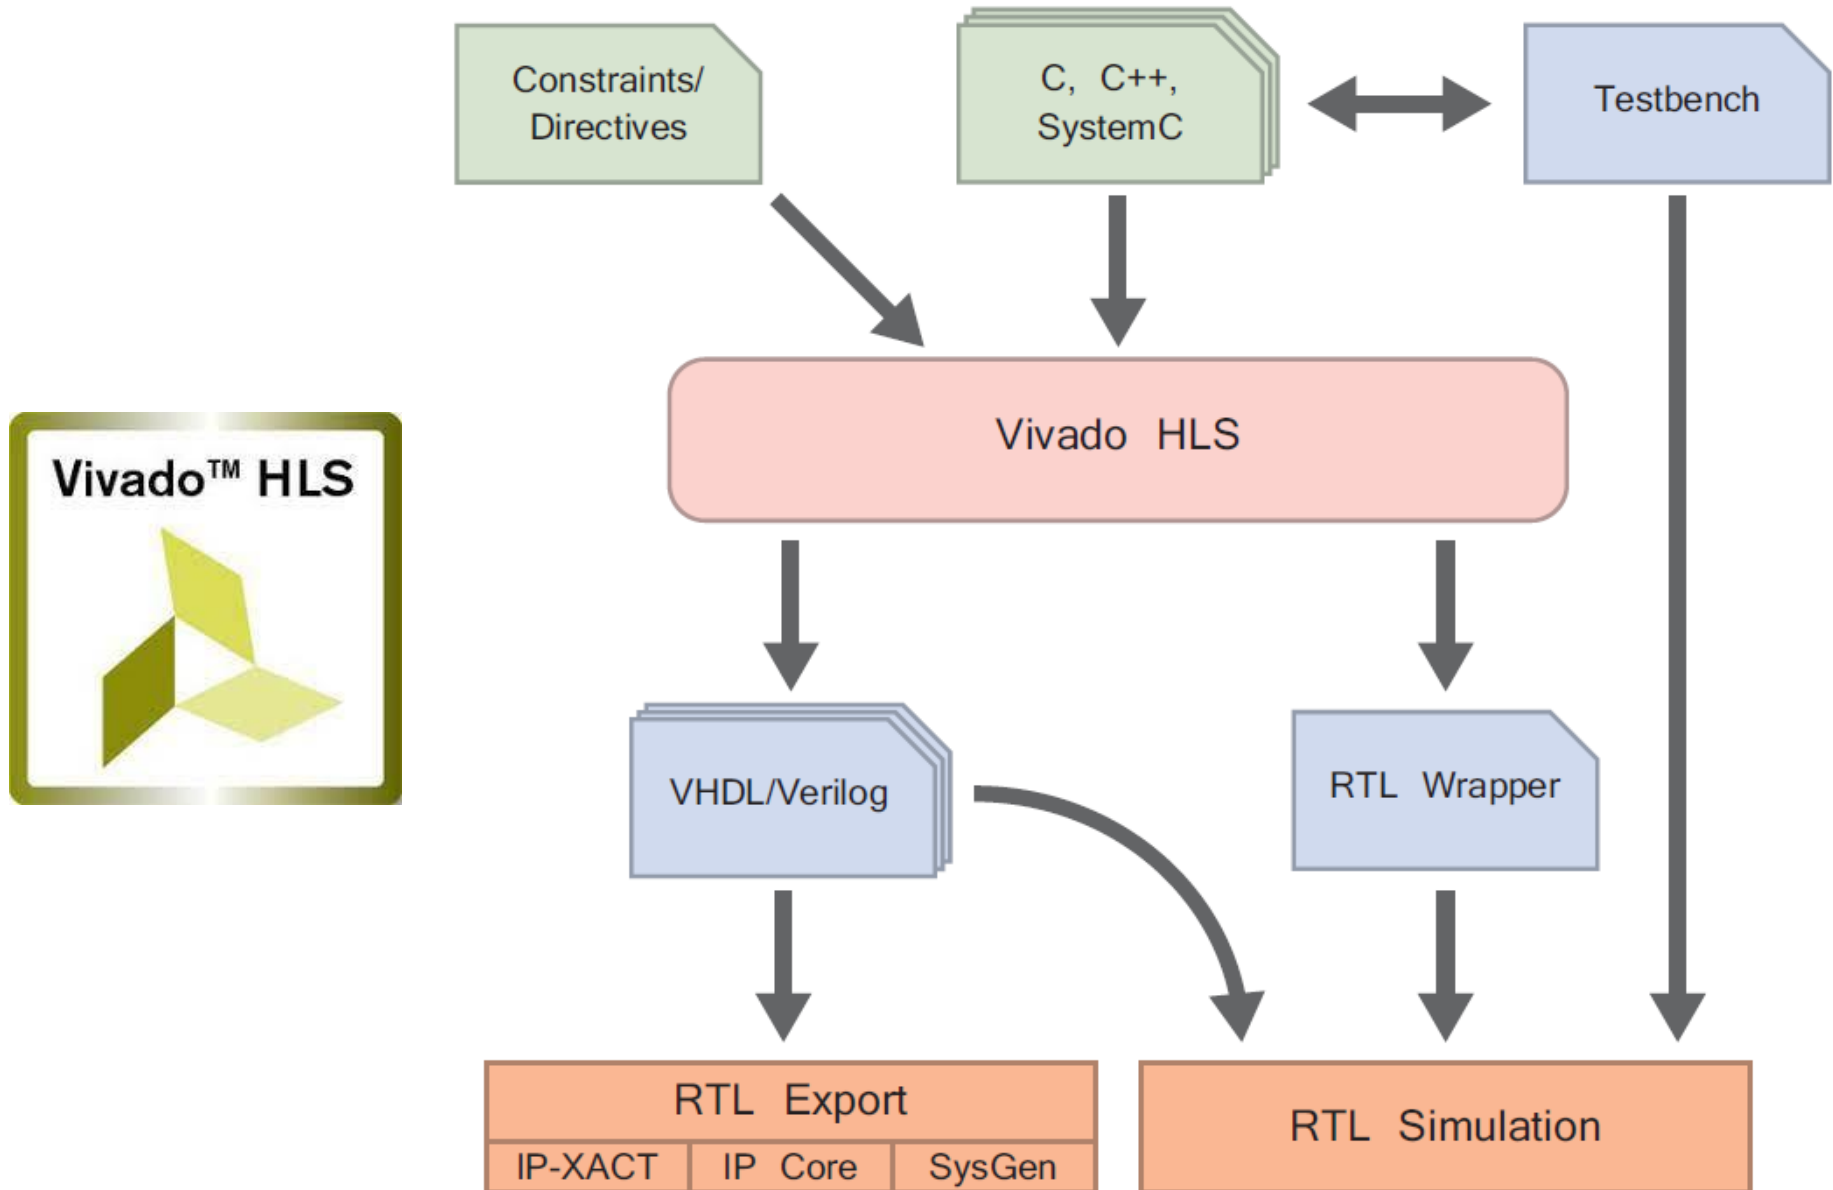 Constraints/
Directives
C, C++,
SystemC
Testbench
Vivado HLS
Vivado™ HLS
VHDL/Verilog
RTL Wrapper
RTL Export
IP-XACT
IP Core
SysGen
RTL Simulation